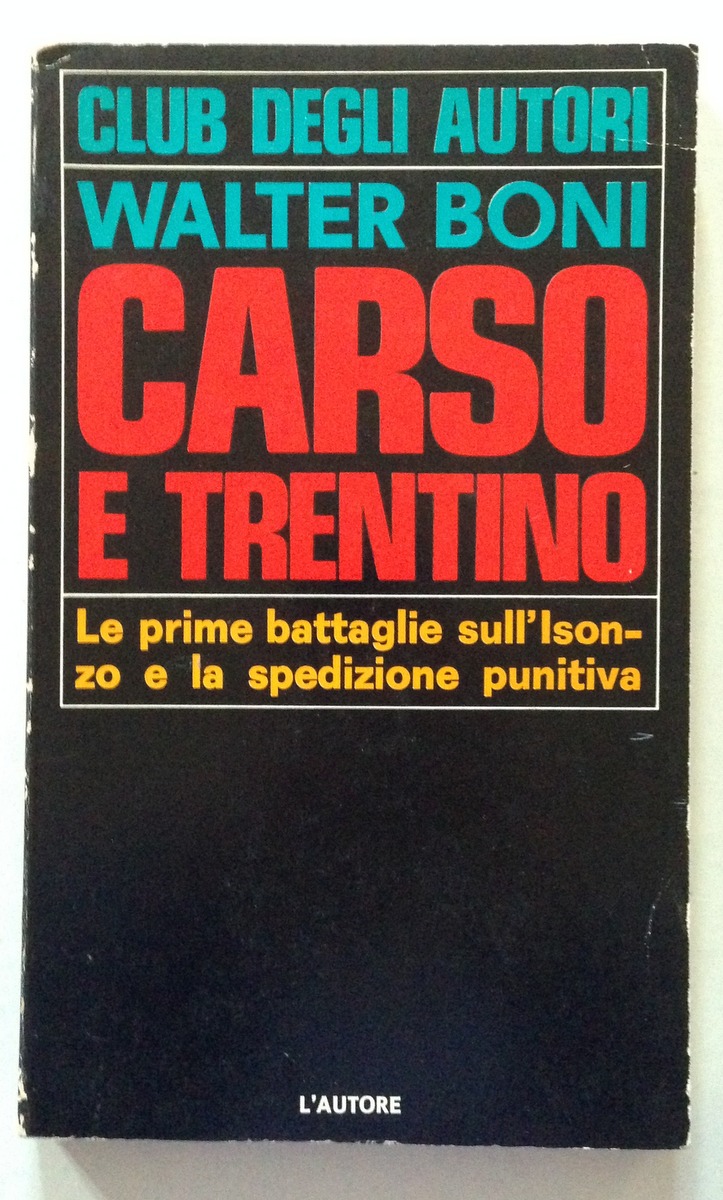 CLUB DEGLI AUTORI
WALTER BONI
CARSO
E TRENTINO
Le prime battaglie sull'Ison-
zo e la spedizione punitiva
L'AUTORE